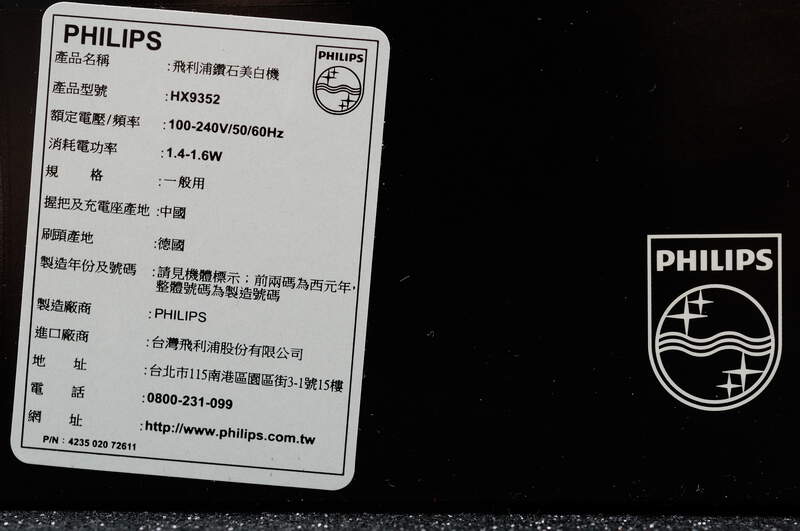 PHILIPS
PHILIPS
產品名稱 :飛利浦鑽石美白機
產品型號 :HX9352
額定電壓/頻率 :100-240V/50/60Hz
消耗電功率 :1.4-1.6W
規 格 :一般用
握把及充電座產地 :中國
刷頭產地 :德國
製造年份及號碼 :請見機體標示;前兩碼為西元年,
整體號碼為製造號碼
製造廠商 :PHILIPS
進口廠商 :台灣飛利浦股份有限公司
地 址 :台北市115南港區園區街3-1號15樓
電 話 :0800-231-099
網 址 :http://www.philips.com.tw
P/N : 4235 020 72611
PHILIPS